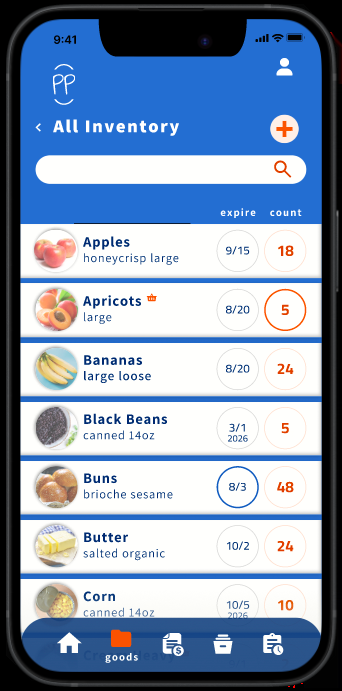 9:41
PP
All Inventory
expire count
Apples
honeycrisp large
9/15
18
Apricots
large
8/20
5
Bananas
large loose
8/20
24
Black Beans
canned 14oz
3/1
2026
5
Buns
brioche sesame
8/3
48
Butter
salted organic
10/2
24
Corn
canned 14oz
10/5
2026
10
$
goods